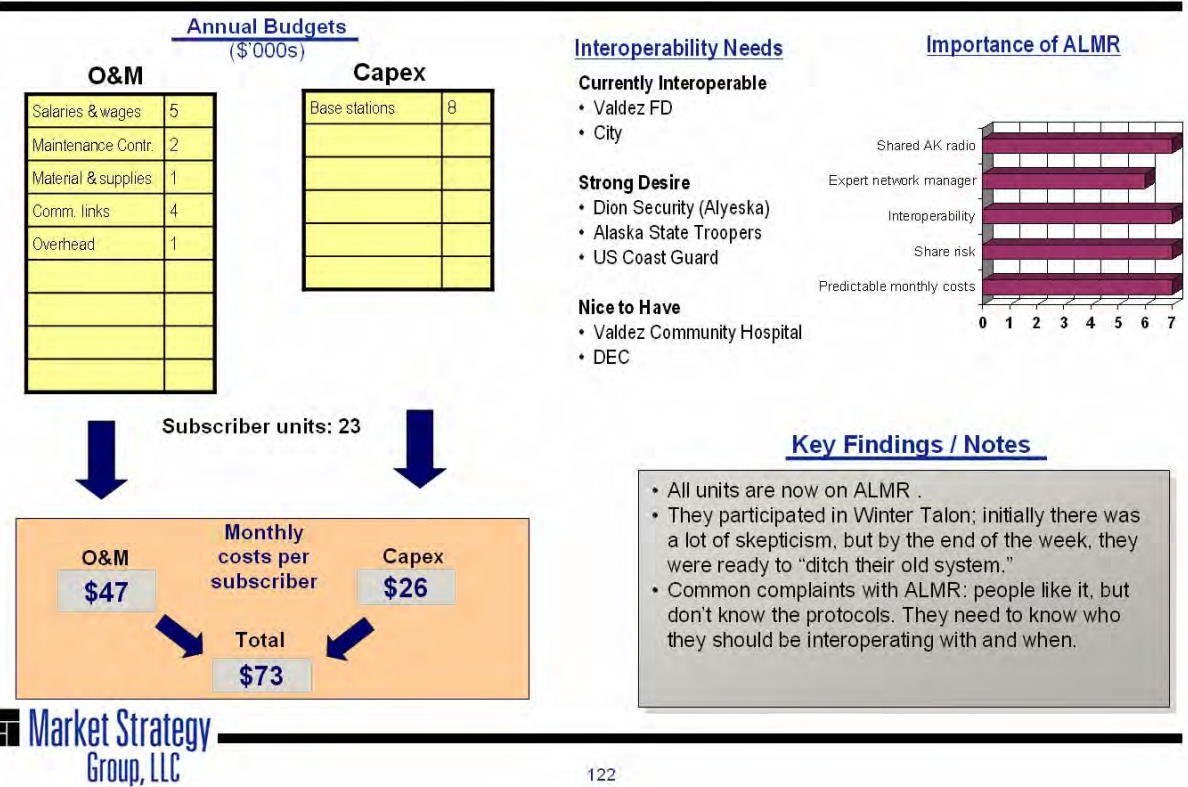 Annual Budgets
($'000s)
O&M
Salaries & wages 5
Maintenance Contr. 2
Material & supplies 1
Comm. links 4
Overhead 1
Capex
Base stations 8
Subscriber units: 23
Monthly
costs per
subscriber
O&M
$47
Capex
$26
Total
$73
Interoperability Needs
Currently Interoperable
• Valdez FD
• City
Strong Desire
• Dion Security (Alyeska)
• Alaska State Troopers
• US Coast Guard
Nice to Have
• Valdez Community Hospital
• DEC
Importance of ALMR
Shared AK radio
Expert network manager
Interoperability
Share risk
Predictable monthly costs
0 1 2 3 4 5 6 7
Key Findings / Notes
• All units are now on ALMR .
• They participated in Winter Talon; initially there was
a lot of skepticism, but by the end of the week, they
were ready to “ditch their old system.”
• Common complaints with ALMR: people like it, but
don’t know the protocols. They need to know who
they should be interoperating with and when.
Market Strategy
Group, LLC
122